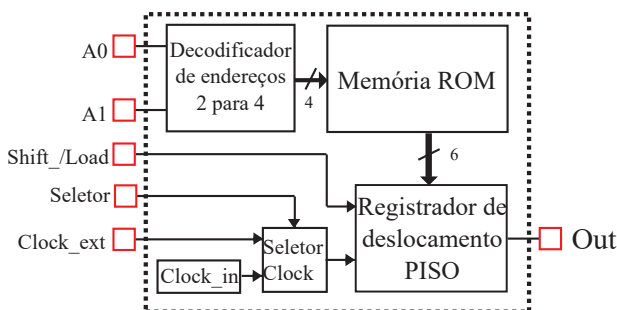 A0
Decodificador
de endereços
2 para 4
4
Memória ROM
A1
Shift_/Load
6
Seletor
Registrador de
deslocamento
PISO
Out
Clock_ext
Seletor
Clock
Clock_in